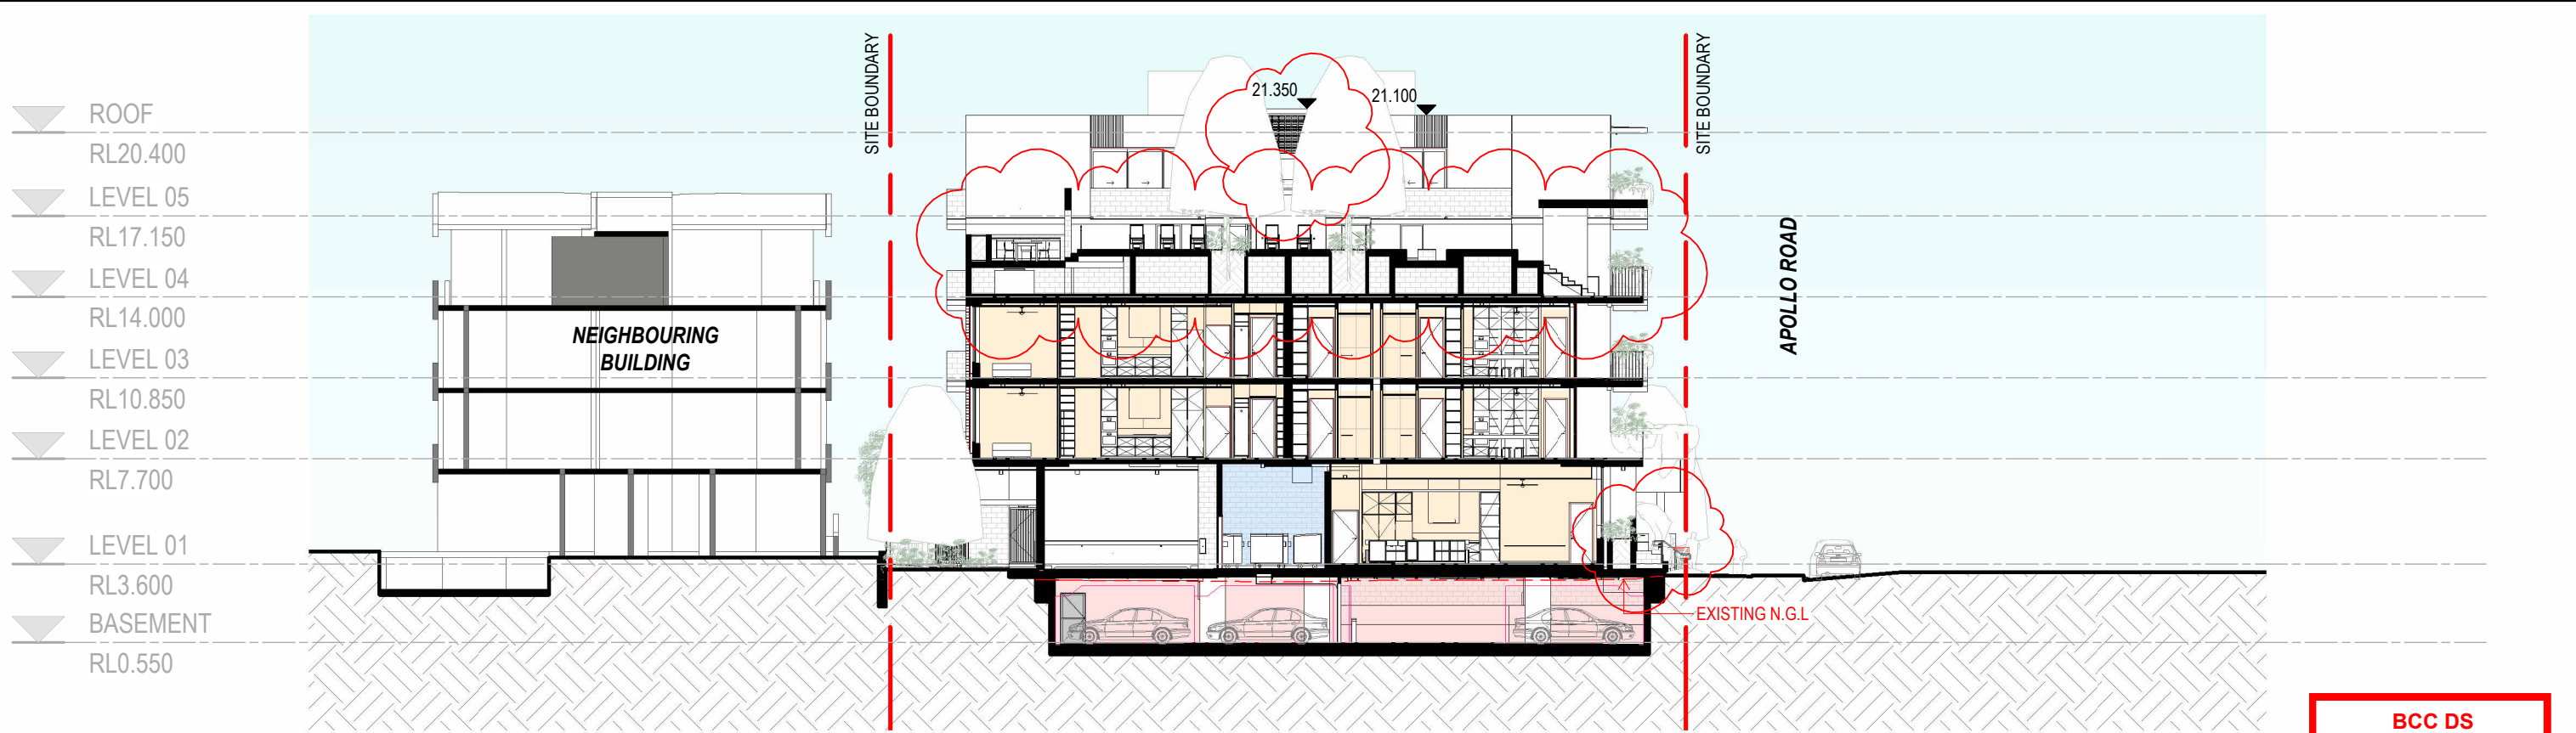 ROOF
RL20.400
LEVEL 05
RL17.150
LEVEL 04
RL14.000
LEVEL 03
RL10.850
LEVEL 02
RL7.700
LEVEL 01
RL3.600
BASEMENT
RL0.550
NEIGHBOURING
BUILDING
SITE BOUNDARY
21.350
21.100
SITE BOUNDARY
APOLLO ROAD
EXISTING N.G.L
BCC DS